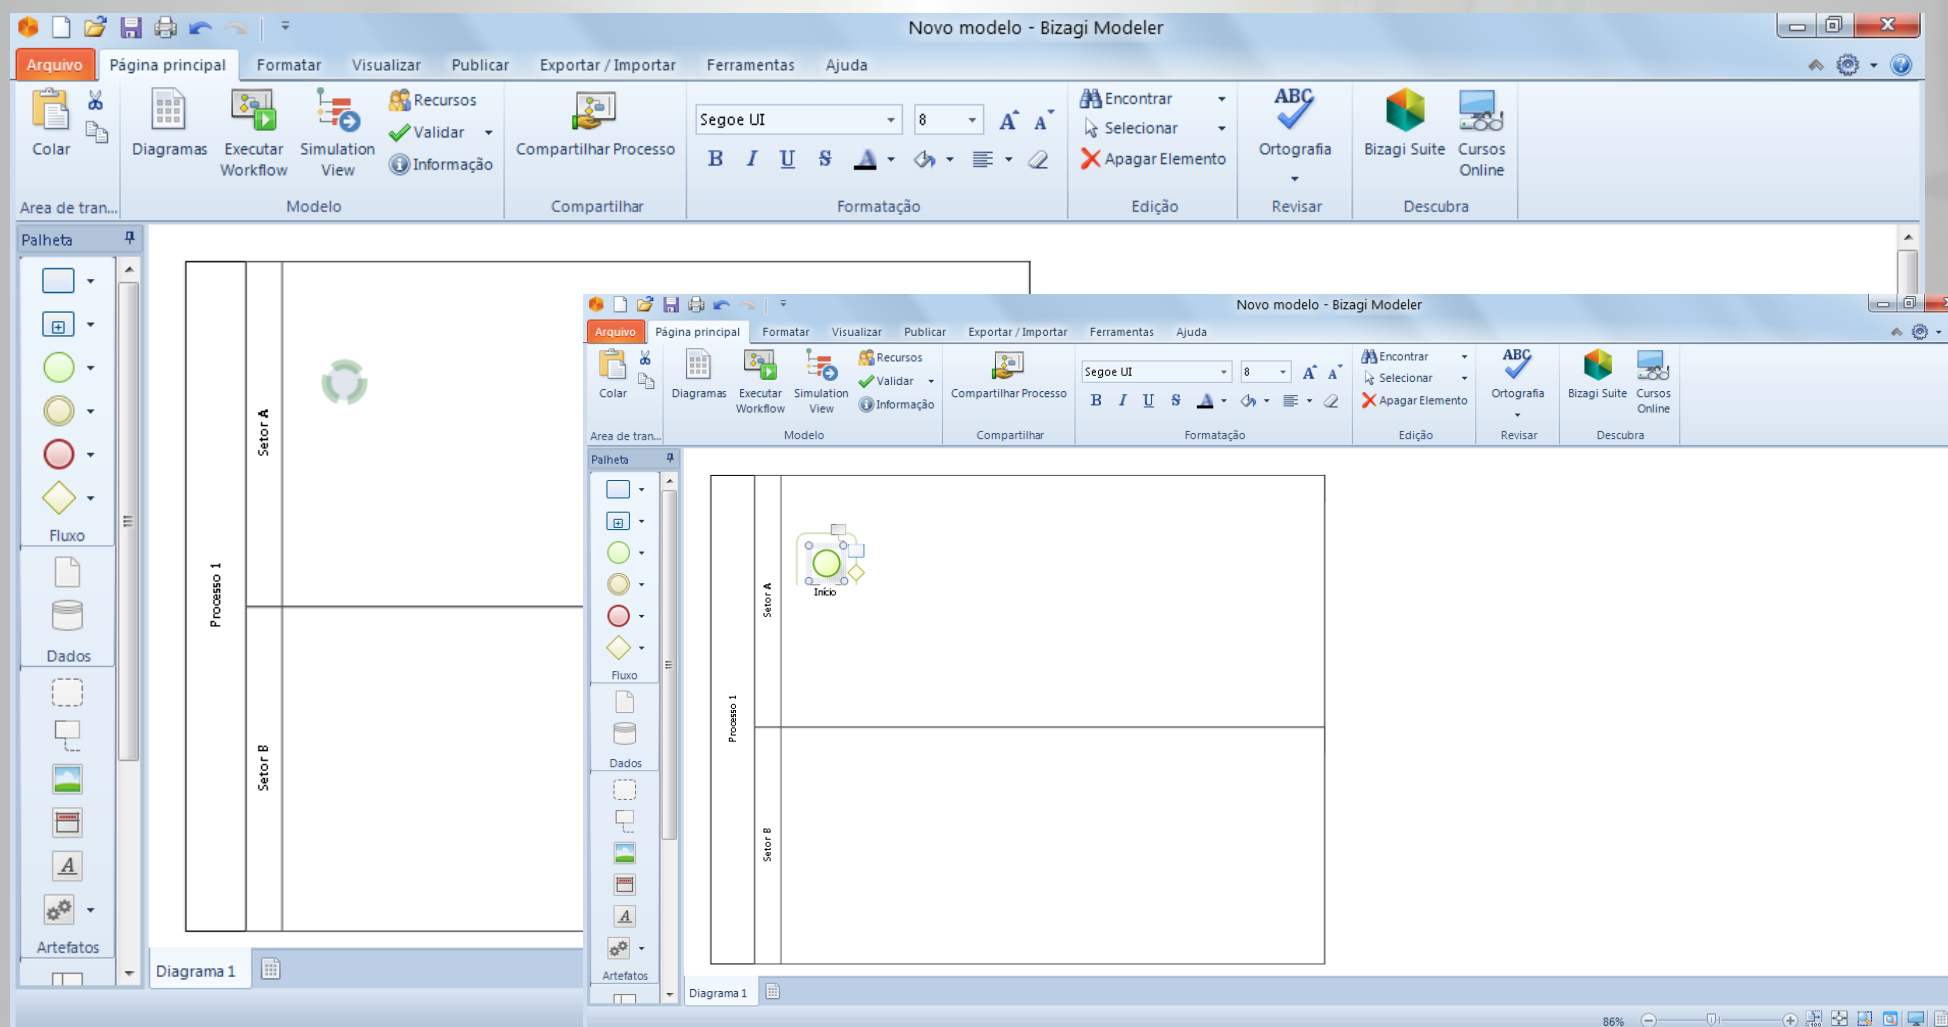 Novo modelo - Bizagi Modeler
Arquivo Página principal Formatar Visualizar Publicar Exportar / Importar Ferramentas Ajuda
Colar
Diagramas
Executar Workflow
Simulation View
Recursos
Validar
Informação
Compartilhar Processo
Segoe UI 8
A A
B I U S A
Encontrar
Selecionar
Apagar Elemento
ABC
Ortografia
Bizagi Suite
Cursos Online
Area de tran... Modelo Compartilhar Formatação Edição Revisar Descubra
Palheta
Fluxo
Dados
A
Artefatos
Processo 1
Setor A
Setor B
Diagrama 1
Novo modelo - Bizagi Modeler
Arquivo Página principal Formatar Visualizar Publicar Exportar / Importar Ferramentas Ajuda
Colar
Diagramas
Executar Workflow
Simulation View
Recursos
Validar
Informação
Compartilhar Processo
Segoe UI 8
A A
B I U S A
Encontrar
Selecionar
Apagar Elemento
ABC
Ortografia
Bizagi Suite
Cursos Online
Area de tran... Modelo Compartilhar Formatação Edição Revisar Descubra
Palheta
Fluxo
Dados
A
Artefatos
Processo 1
Setor A
Início
Setor B
Diagrama 1
86%